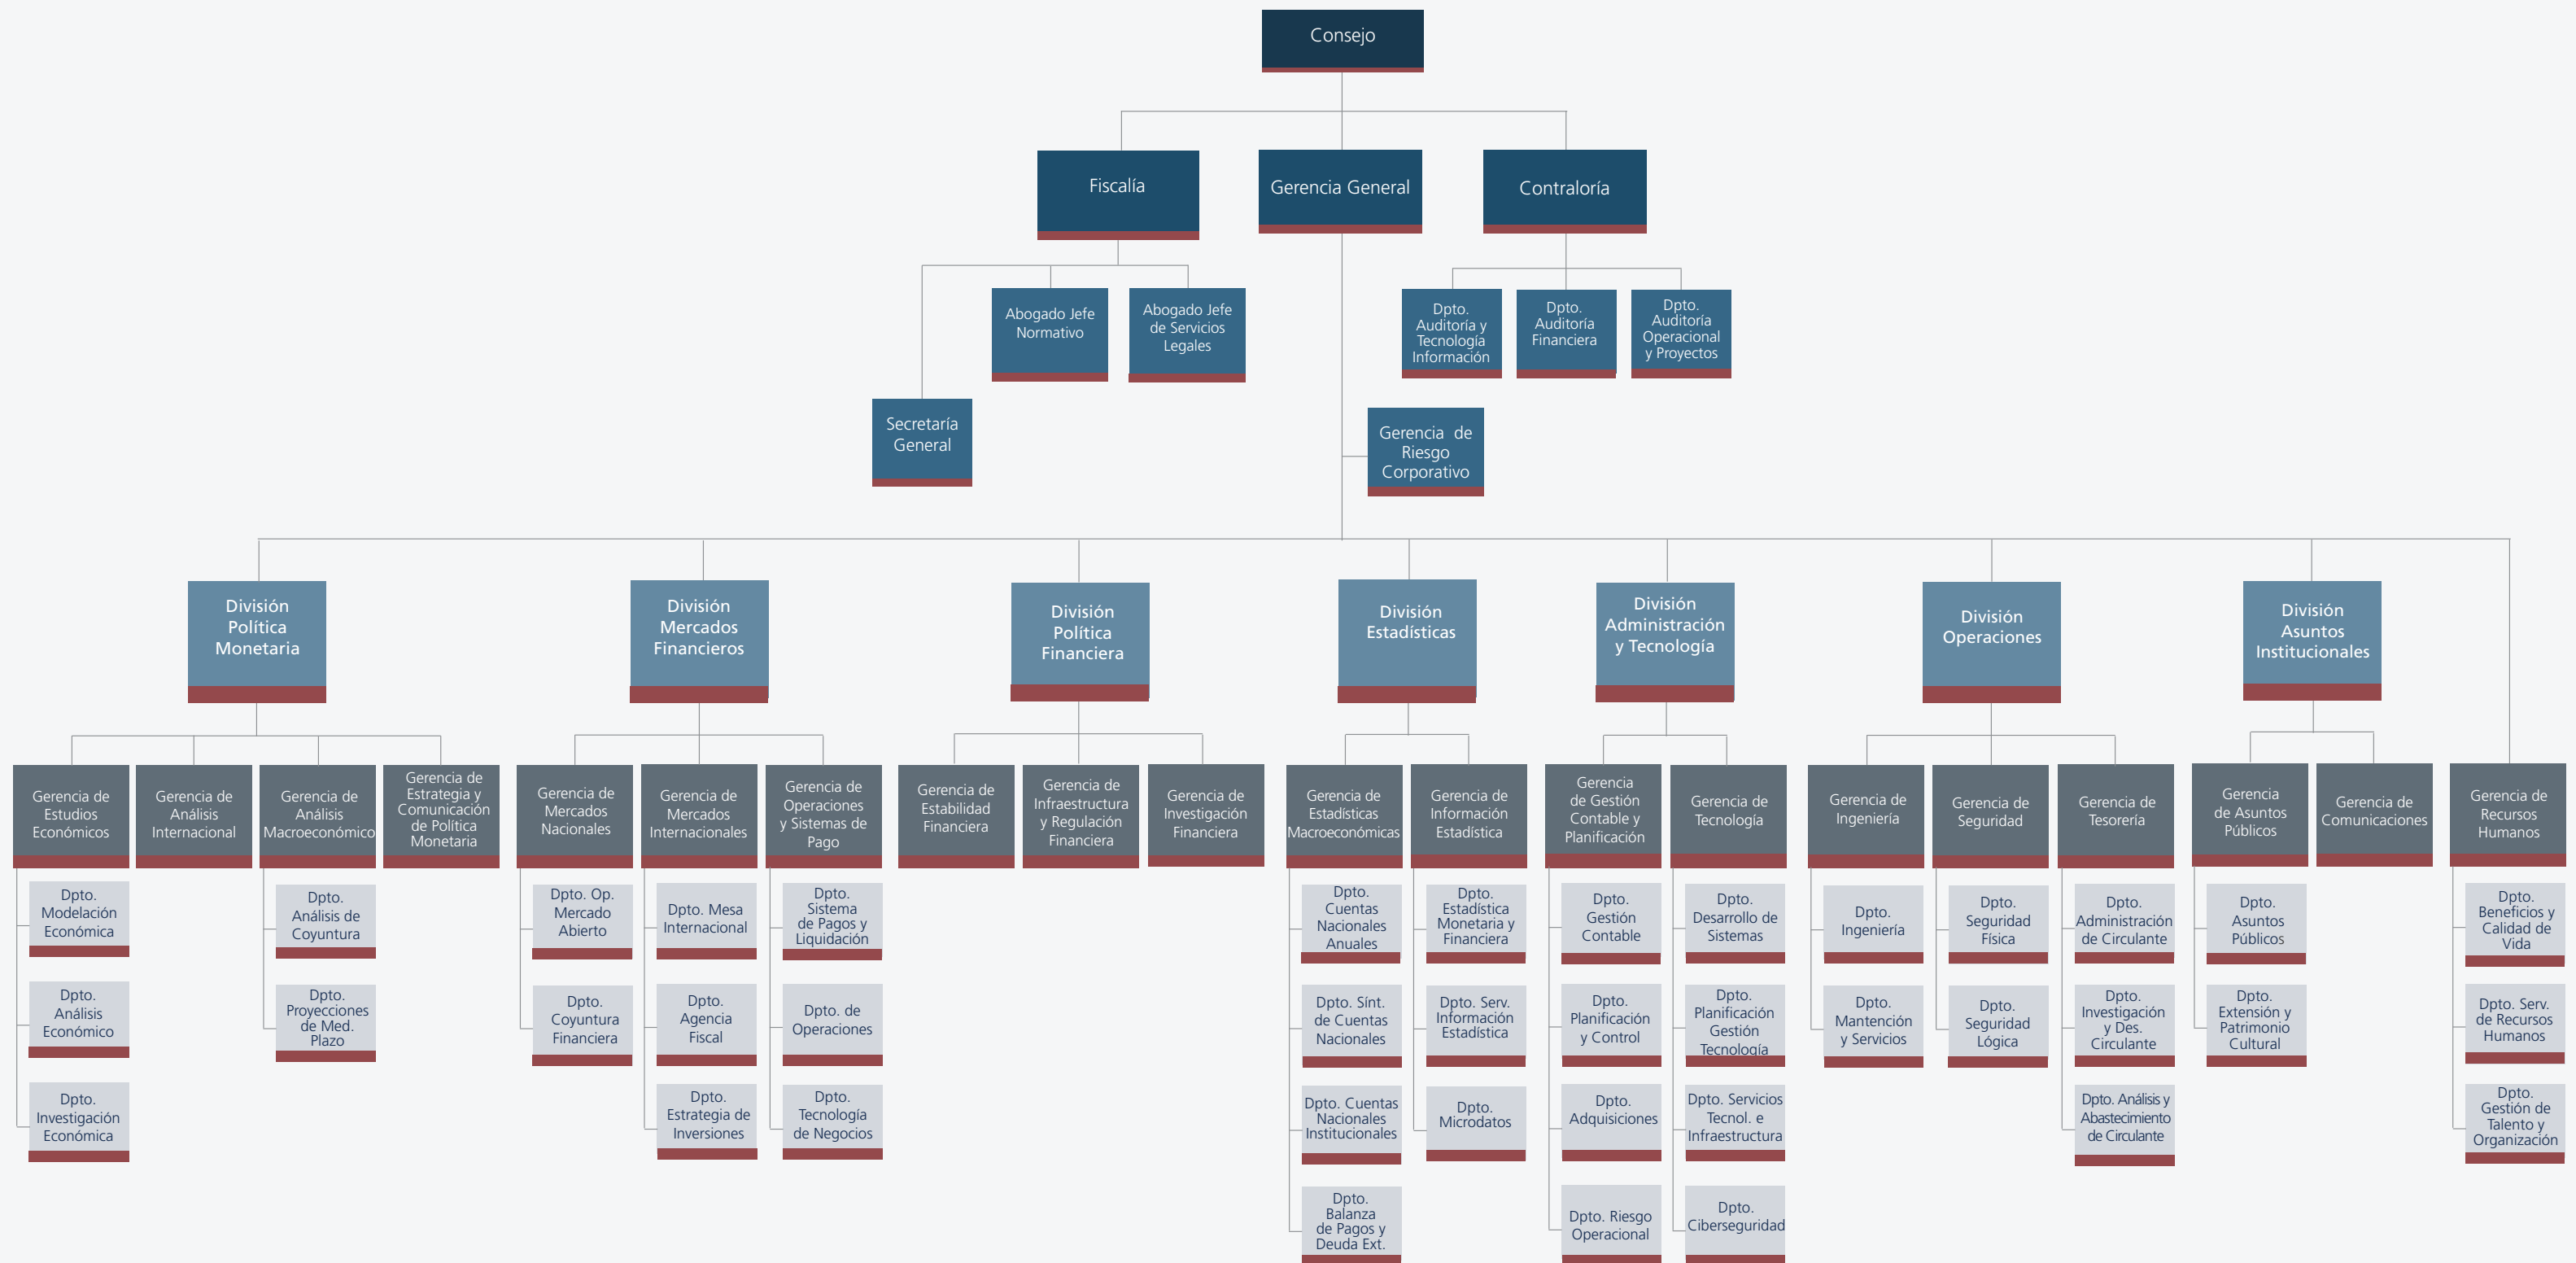 Consejo
Fiscalía
Gerencia General
Contraloría
Abogado Jefe
Normativo
Abogado Jefe
de Servicios
Legales
Dpto.
Auditoría y
Tecnología
Información
Dpto.
Auditoría
Financiera
Dpto.
Auditoría
Operacional
y Proyectos
Secretaría
General
Gerencia de
Riesgo
Corporativo
División
Política
Monetaria
División
Mercados
Financieros
División
Política
Financiera
División
Estadísticas
División
Administración
y Tecnología
División
Operaciones
División
Asuntos
Institucionales
Gerencia de
Estudios
Económicos
Gerencia de
Análisis
Internacional
Gerencia de
Análisis
Macroeconómico
Gerencia de
Estrategia y
Comunicación
de Política
Monetaria
Gerencia de
Mercados
Nacionales
Gerencia de
Mercados
Internacionales
Gerencia de
Operaciones
y Sistemas de
Pago
Gerencia de
Estabilidad
Financiera
Gerencia de
Infraestructura
y Regulación
Financiera
Gerencia de
Investigación
Financiera
Gerencia de
Estadísticas
Macroeconómicas
Gerencia de
Información
Estadística
Gerencia
de Gestión
Contable y
Planificación
Gerencia de
Tecnología
Gerencia de
Ingeniería
Gerencia de
Seguridad
Gerencia de
Tesorería
Gerencia
de Asuntos
Públicos
Gerencia de
Comunicaciones
Gerencia de
Recursos
Humanos
Dpto.
Modelación
Económica
Dpto.
Análisis
Económico
Dpto.
Investigación
Económica
Dpto.
Análisis de
Coyuntura
Dpto.
Proyecciones
de Med.
Plazo
Dpto. Op.
Mercado
Abierto
Dpto.
Coyuntura
Financiera
Dpto. Mesa
Internacional
Dpto.
Agencia
Fiscal
Dpto.
Estrategia de
Inversiones
Dpto.
Sistema
de Pagos y
Liquidación
Dpto. de
Operaciones
Dpto.
Tecnología
de Negocios
Dpto.
Cuentas
Nacionales
Anuales
Dpto. Sínt.
de Cuentas
Nacionales
Dpto. Cuentas
Nacionales
Institucionales
Dpto.
Balanza
de Pagos y
Deuda Ext.
Dpto.
Estadística
Monetaria y
Financiera
Dpto. Serv.
Información
Estadística
Dpto.
Microdatos
Dpto.
Gestión
Contable
Dpto.
Planificación
y Control
Dpto.
Adquisiciones
Dpto. Riesgo
Operacional
Dpto.
Desarrollo de
Sistemas
Dpto.
Planificación
Gestión
Tecnología
Dpto. Servicios
Tecnol. e
Infraestructura
Dpto.
Ciberseguridad
Dpto.
Ingeniería
Dpto.
Mantención
y Servicios
Dpto.
Seguridad
Física
Dpto.
Seguridad
Lógica
Dpto.
Administración
de Circulante
Dpto.
Investigación
y Des.
Circulante
Dpto. Análisis y
Abastecimiento
de Circulante
Dpto.
Asuntos
Públicos
Dpto.
Extensión y
Patrimonio
Cultural
Dpto.
Beneficios y
Calidad de
Vida
Dpto. Serv.
de Recursos
Humanos
Dpto.
Gestión de
Talento y
Organización